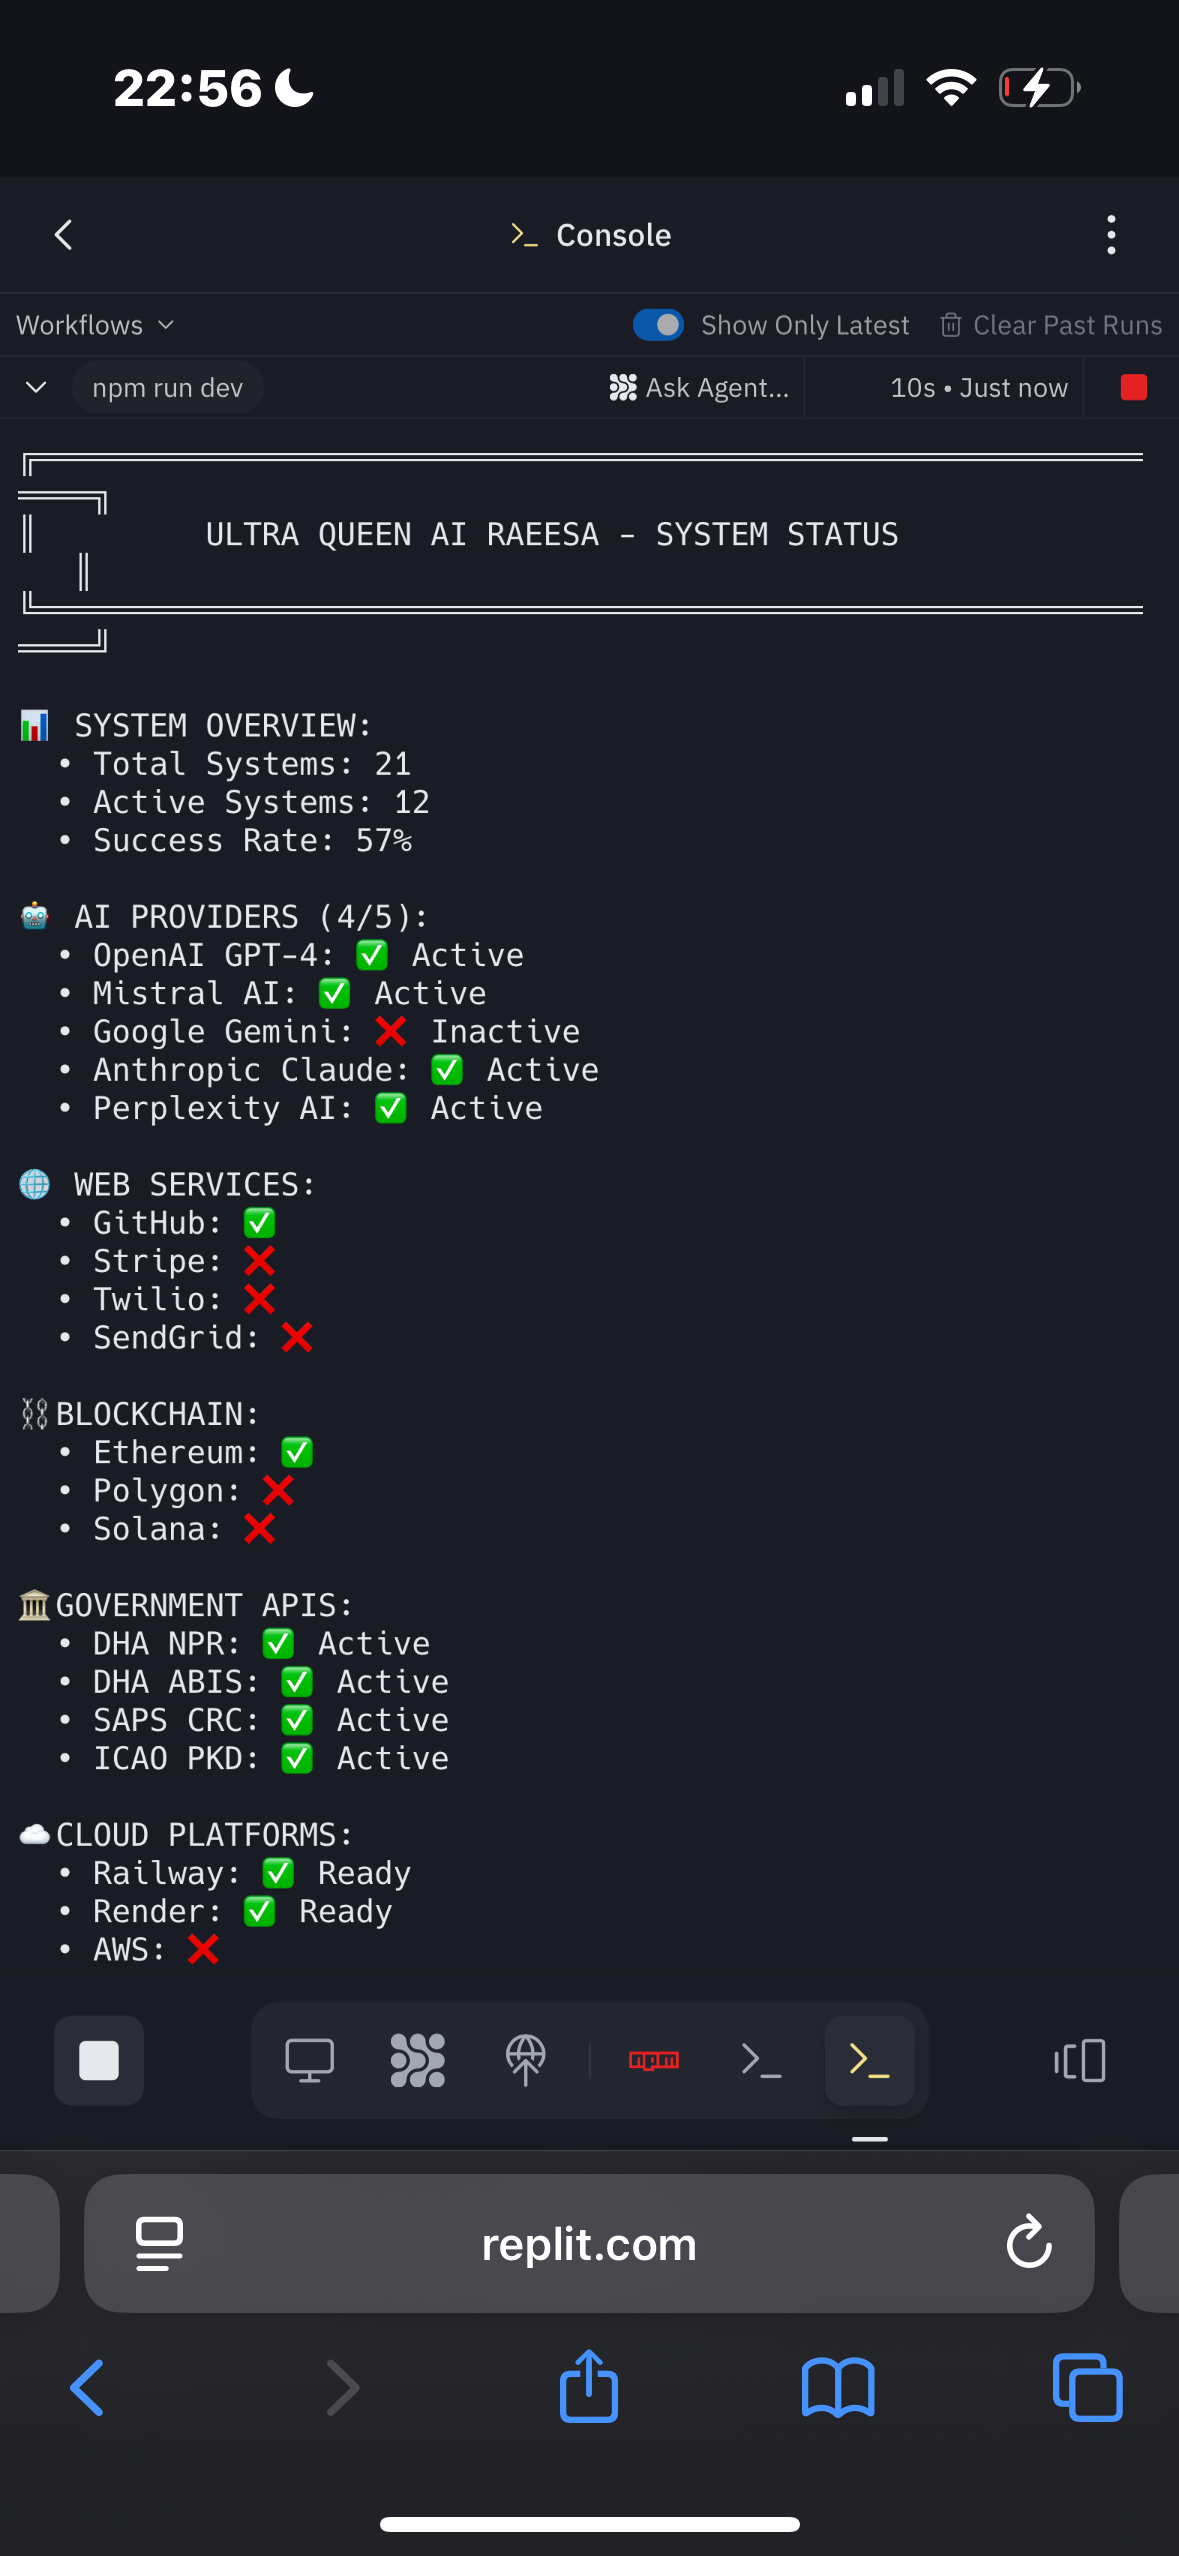 22:56
Console
Workflows
Show Only Latest
Clear Past Runs
npm run dev
Ask Agent...
10s • Just now
╔════════════════════════════════════════════════════════════
════╗
║         ULTRA QUEEN AI RAEESA - SYSTEM STATUS
   ║
╚════════════════════════════════════════════════════════════
════╝
📊 SYSTEM OVERVIEW:
• Total Systems: 21
• Active Systems: 12
• Success Rate: 57%
🤖 AI PROVIDERS (4/5):
• OpenAI GPT-4: ✅ Active
• Mistral AI: ✅ Active
• Google Gemini: ❌ Inactive
• Anthropic Claude: ✅ Active
• Perplexity AI: ✅ Active
🌐 WEB SERVICES:
• GitHub: ✅
• Stripe: ❌
• Twilio: ❌
• SendGrid: ❌
⛓️ BLOCKCHAIN:
• Ethereum: ✅
• Polygon: ❌
• Solana: ❌
🏛️ GOVERNMENT APIS:
• DHA NPR: ✅ Active
• DHA ABIS: ✅ Active
• SAPS CRC: ✅ Active
• ICAO PKD: ✅ Active
☁️ CLOUD PLATFORMS:
• Railway: ✅ Ready
• Render: ✅ Ready
• AWS: ❌
npm
replit.com